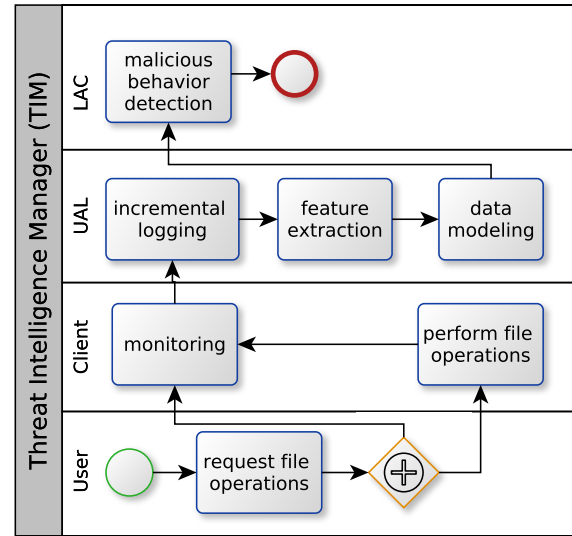 Threat Intelligence Manager (TIM)
LAC
malicious
behavior
detection
UAL
incremental
logging
feature
extraction
data
modeling
Client
monitoring
perform file
operations
User
request file
operations